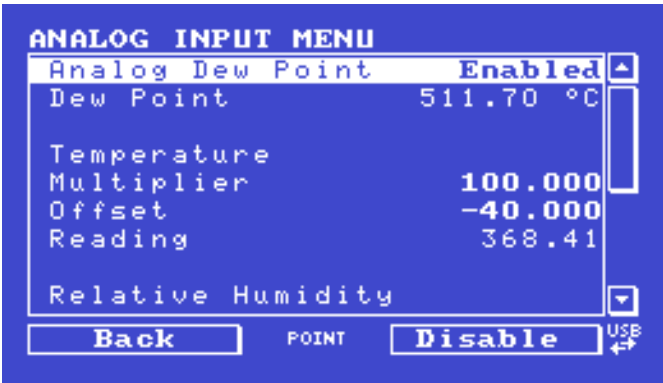 ANALOG INPUT MENU
Analog Dew Point Enabled
Dew Point 511.70 °C
Temperature
Multiplier 100.000
Offset -40.000
Reading 368.41
Relative Humidity
Back POINT Disable USB